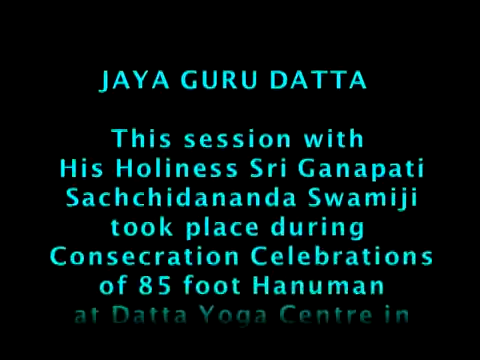 JAYA GURU DATTA
This session with
His Holiness Sri Ganapati
Sachchidananda Swamiji
took place during
Consecration Celebrations
of 85 foot Hanuman
at Datta Yoga Centre in